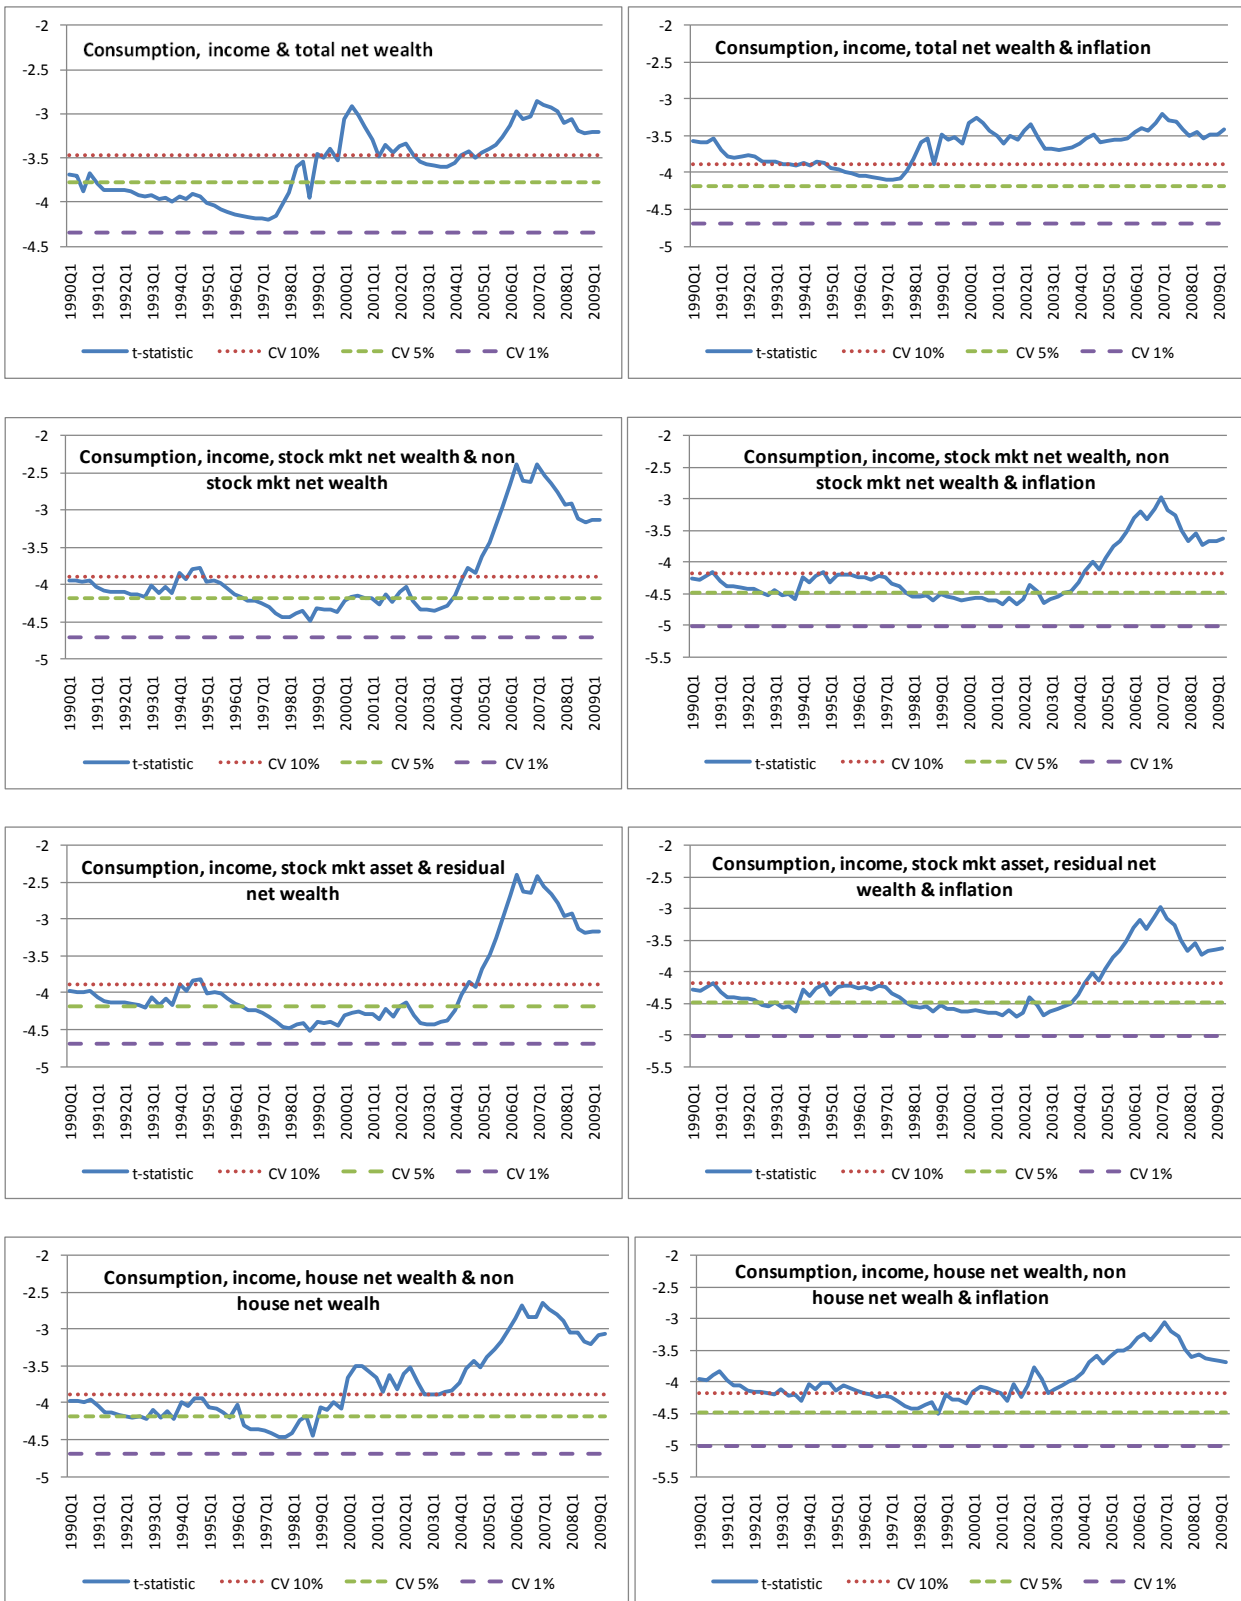 Consumption, income & total net wealth
-2
-2.5
-3
-3.5
-4
-4.5
1990Q1 1991Q1 1992Q1 1993Q1 1994Q1 1995Q1 1996Q1 1997Q1 1998Q1 1999Q1 2000Q1 2001Q1 2002Q1 2003Q1 2004Q1 2005Q1 2006Q1 2007Q1 2008Q1 2009Q1
t-statistic CV 10% CV 5% CV 1%
Consumption, income, total net wealth & inflation
-2
-2.5
-3
-3.5
-4
-4.5
-5
1990Q1 1991Q1 1992Q1 1993Q1 1994Q1 1995Q1 1996Q1 1997Q1 1998Q1 1999Q1 2000Q1 2001Q1 2002Q1 2003Q1 2004Q1 2005Q1 2006Q1 2007Q1 2008Q1 2009Q1
t-statistic CV 10% CV 5% CV 1%
Consumption, income, stock mkt net wealth & non
stock mkt net wealth
-2
-2.5
-3
-3.5
-4
-4.5
-5
1990Q1 1991Q1 1992Q1 1993Q1 1994Q1 1995Q1 1996Q1 1997Q1 1998Q1 1999Q1 2000Q1 2001Q1 2002Q1 2003Q1 2004Q1 2005Q1 2006Q1 2007Q1 2008Q1 2009Q1
t-statistic CV 10% CV 5% CV 1%
Consumption, income, stock mkt net wealth, non
stock mkt net wealth & inflation
-2
-2.5
-3
-3.5
-4
-4.5
-5
-5.5
1990Q1 1991Q1 1992Q1 1993Q1 1994Q1 1995Q1 1996Q1 1997Q1 1998Q1 1999Q1 2000Q1 2001Q1 2002Q1 2003Q1 2004Q1 2005Q1 2006Q1 2007Q1 2008Q1 2009Q1
t-statistic CV 10% CV 5% CV 1%
Consumption, income, stock mkt asset & residual
net wealth
-2
-2.5
-3
-3.5
-4
-4.5
-5
1990Q1 1991Q1 1992Q1 1993Q1 1994Q1 1995Q1 1996Q1 1997Q1 1998Q1 1999Q1 2000Q1 2001Q1 2002Q1 2003Q1 2004Q1 2005Q1 2006Q1 2007Q1 2008Q1 2009Q1
t-statistic CV 10% CV 5% CV 1%
Consumption, income, stock mkt asset, residual net
wealth & inflation
-2
-2.5
-3
-3.5
-4
-4.5
-5
-5.5
1990Q1 1991Q1 1992Q1 1993Q1 1994Q1 1995Q1 1996Q1 1997Q1 1998Q1 1999Q1 2000Q1 2001Q1 2002Q1 2003Q1 2004Q1 2005Q1 2006Q1 2007Q1 2008Q1 2009Q1
t-statistic CV 10% CV 5% CV 1%
Consumption, income, house net wealth & non
house net wealh
-2
-2.5
-3
-3.5
-4
-4.5
-5
1990Q1 1991Q1 1992Q1 1993Q1 1994Q1 1995Q1 1996Q1 1997Q1 1998Q1 1999Q1 2000Q1 2001Q1 2002Q1 2003Q1 2004Q1 2005Q1 2006Q1 2007Q1 2008Q1 2009Q1
t-statistic CV 10% CV 5% CV 1%
Consumption, income, house net wealth, non
house net wealh & inflation
-2
-2.5
-3
-3.5
-4
-4.5
-5
-5.5
1990Q1 1991Q1 1992Q1 1993Q1 1994Q1 1995Q1 1996Q1 1997Q1 1998Q1 1999Q1 2000Q1 2001Q1 2002Q1 2003Q1 2004Q1 2005Q1 2006Q1 2007Q1 2008Q1 2009Q1
t-statistic CV 10% CV 5% CV 1%